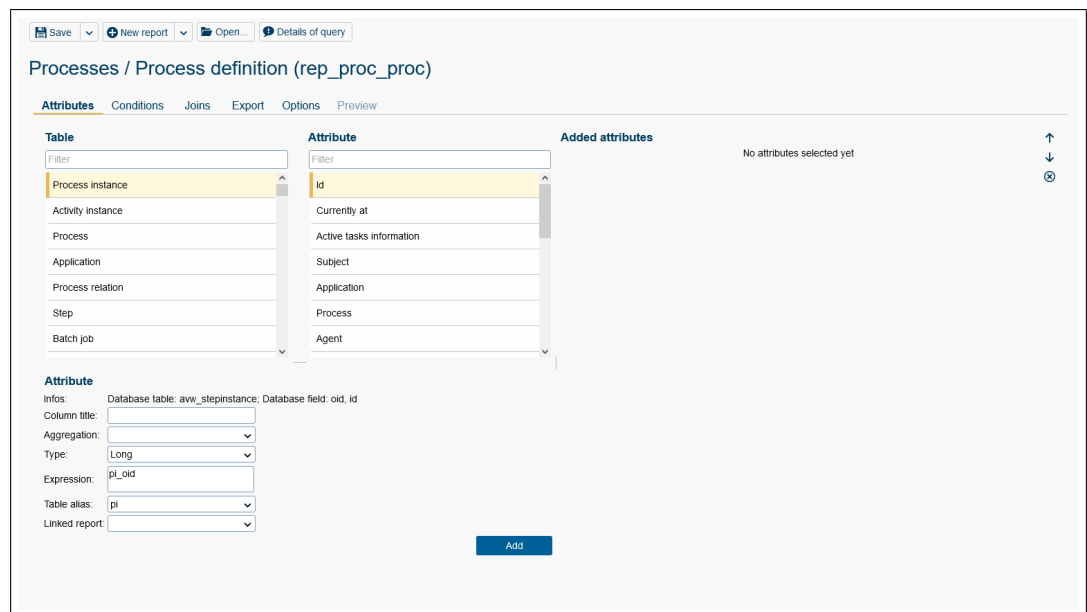 Save New report Open... Details of query
Processes / Process definition (rep_proc_proc)
Attributes Conditions Joins Export Options Preview
Table Attribute Added attributes
Filter Filter No attributes selected yet
Process instance Id
Activity instance Currently at
Process Active tasks information
Application Subject
Process relation Application
Step Process
Batch job Agent
Attribute
Infos: Database table: avw_stepinstance; Database field: oid, id
Column title:
Aggregation:
Type: Long
Expression: pi_oid
Table alias: pi
Linked report:
Add